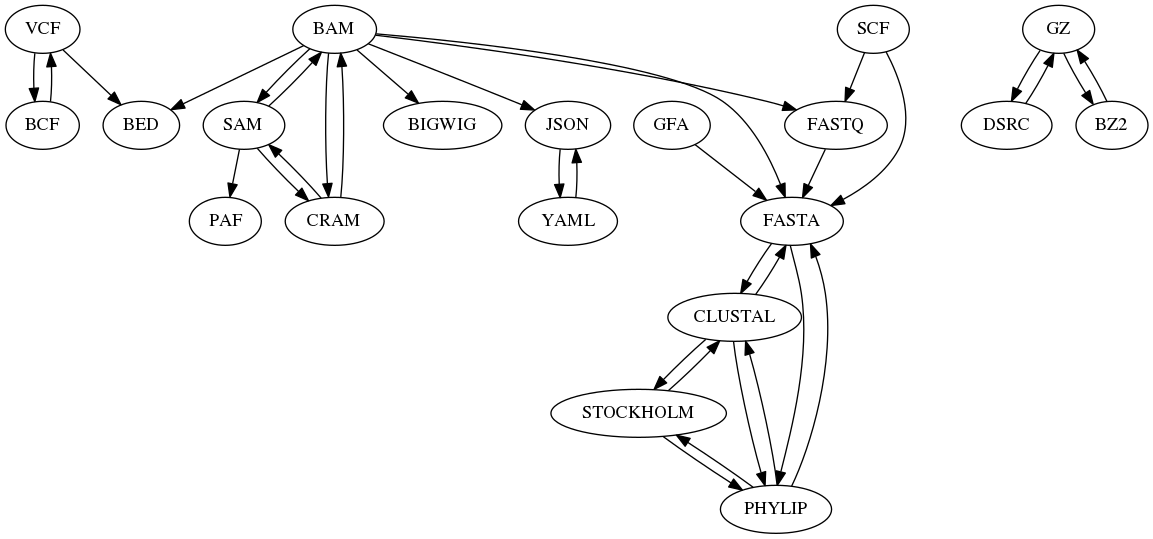 VCF
BAM
SCF
GZ
BCF
BED
SAM
BIGWIG
JSON
GFA
FASTQ
DSRC
BZ2
PAF
CRAM
YAML
FASTA
CLUSTAL
STOCKHOLM
PHYLIP